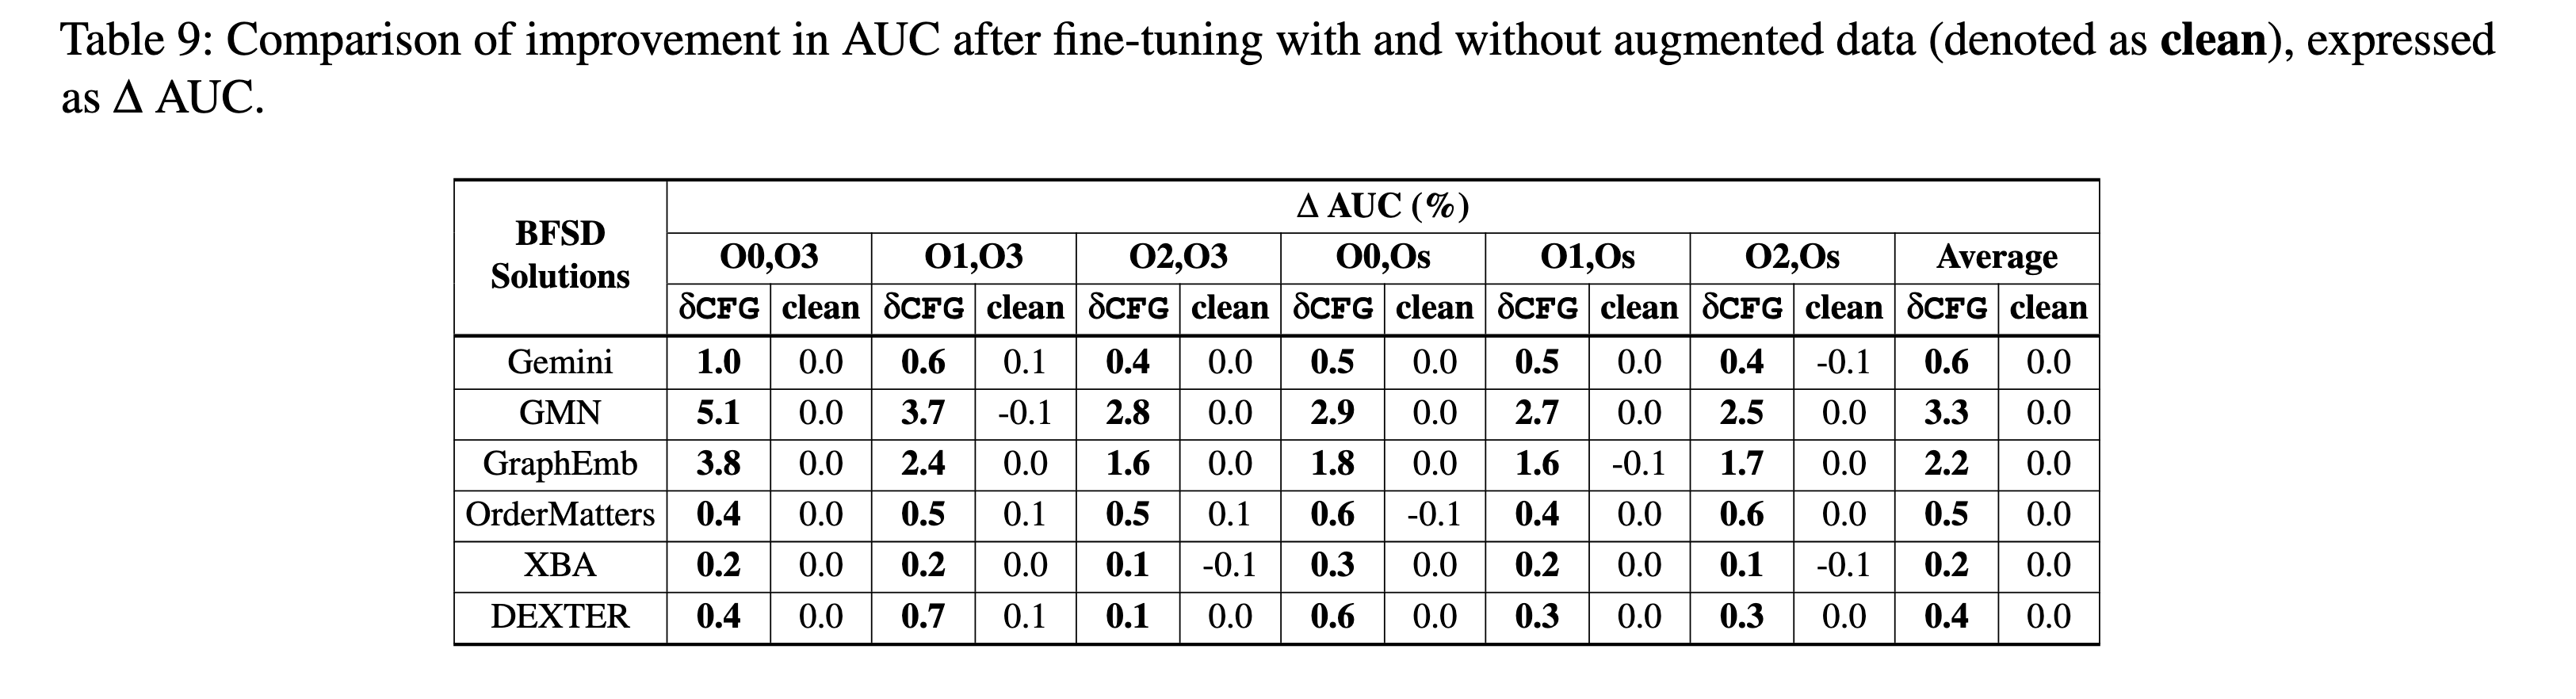 Table 9: Comparison of improvement in AUC after fine-tuning with and without augmented data (denoted as clean), expressed
as Δ AUC.
BFSD Solutions Δ AUC (%)
O0,O3 O1,O3 O2,O3 O0,Os O1,Os O2,Os Average
δCFG clean δCFG clean δCFG clean δCFG clean δCFG clean δCFG clean δCFG clean
Gemini 1.0 0.0 0.6 0.1 0.4 0.0 0.5 0.0 0.5 0.0 0.4 -0.1 0.6 0.0
GMN 5.1 0.0 3.7 -0.1 2.8 0.0 2.9 0.0 2.7 0.0 2.5 0.0 3.3 0.0
GraphEmb 3.8 0.0 2.4 0.0 1.6 0.0 1.8 0.0 1.6 -0.1 1.7 0.0 2.2 0.0
OrderMatters 0.4 0.0 0.5 0.1 0.5 0.1 0.6 -0.1 0.4 0.0 0.6 0.0 0.5 0.0
XBA 0.2 0.0 0.2 0.0 0.1 -0.1 0.3 0.0 0.2 0.0 0.1 -0.1 0.2 0.0
DEXTER 0.4 0.0 0.7 0.1 0.1 0.0 0.6 0.0 0.3 0.0 0.3 0.0 0.4 0.0